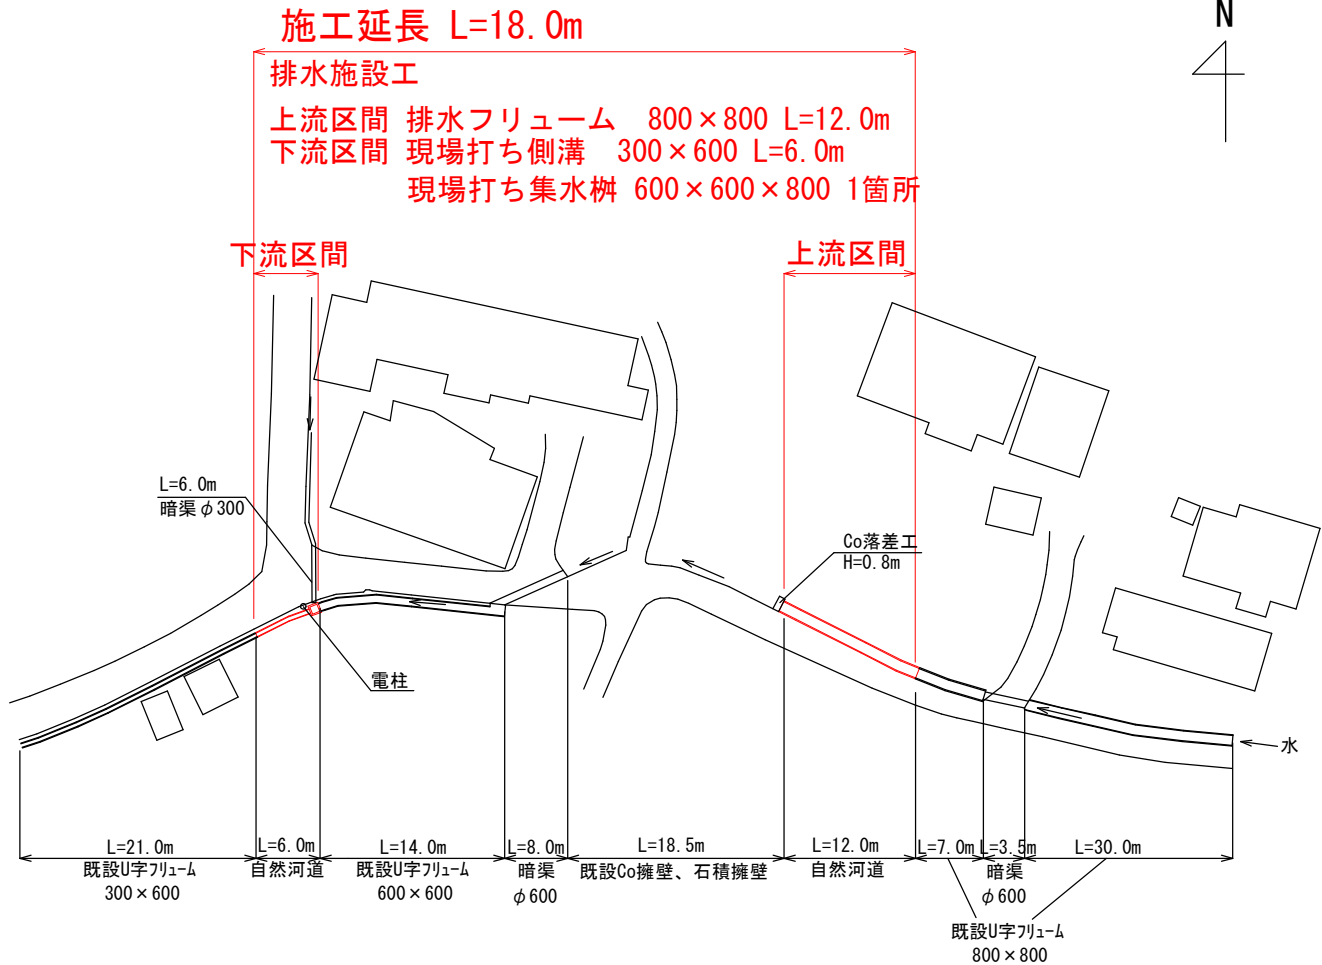 施工延長 L=18.0m
N
排水施設工
上流区間 排水フリューム 800×800 L=12.0m
下流区間 現場打ち側溝 300×600 L=6.0m
現場打ち集水桝 600×600×800 1箇所
下流区間
上流区間
L=6.0m
暗渠φ300
Co落差工
H=0.8m
電柱
水
L=21.0m
既設U字フリューム
300×600
L=6.0m
自然河道
L=14.0m
既設U字フリューム
600×600
L=8.0m
暗渠
φ600
L=18.5m
既設Co擁壁、石積擁壁
L=12.0m
自然河道
L=7.0m
L=3.5m
暗渠
φ600
L=30.0m
既設U字フリューム
800×800